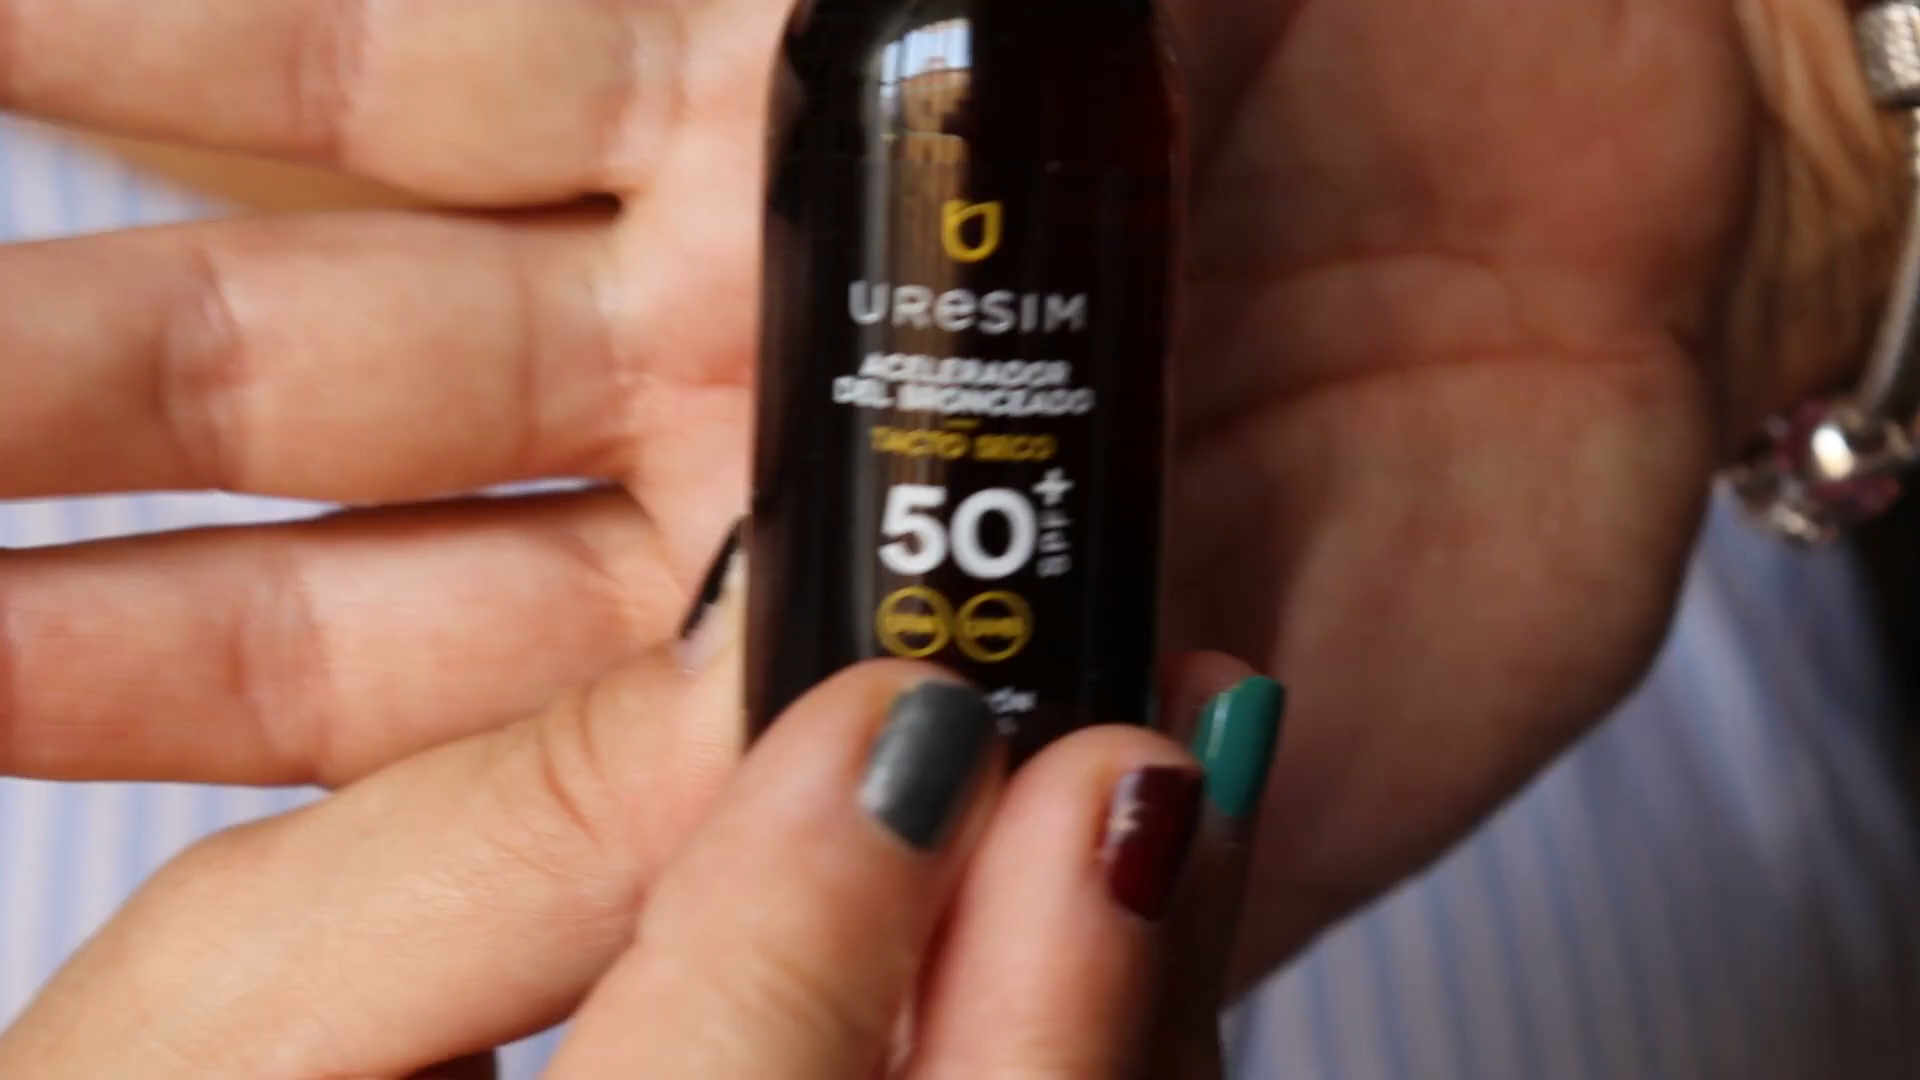 URESIM
ACELERADOR
DEL BRONCEADO
TACTO SECO
50+